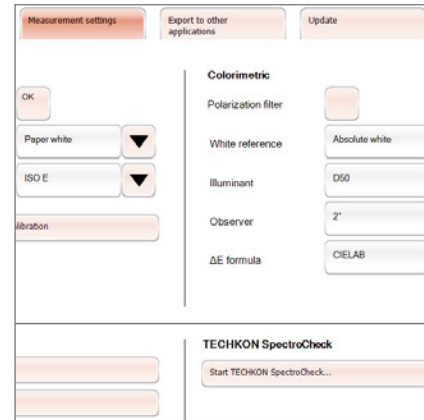 Measurement settings
Export to other
applications
Update
Colorimetric
OK
Polarization filter
Paper white
White reference
Absolute white
ISO E
Illuminant
D50
Observer
2°
ΔE formula
CIELAB
TECHKON SpectroCheck
Start TECHKON SpectroCheck...